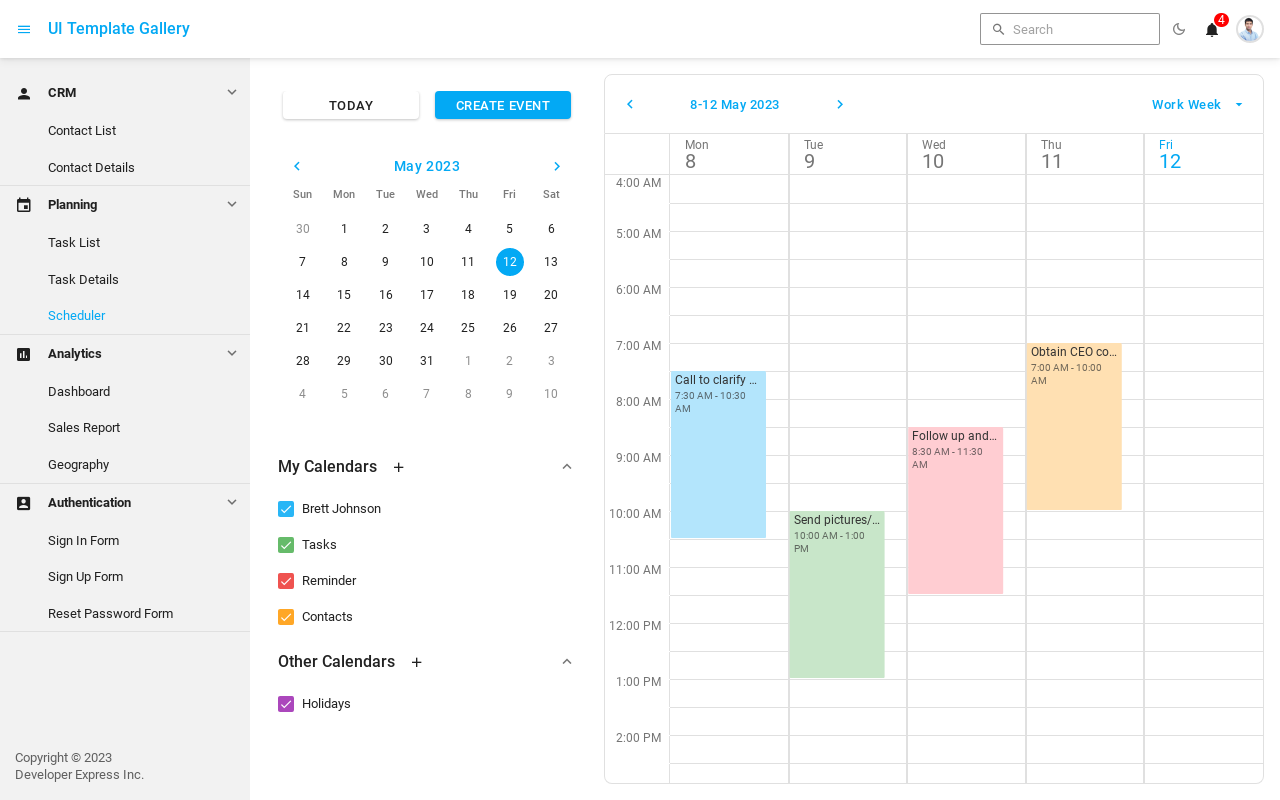 UI Template Gallery
Search
4
CRM
Contact List
Contact Details
Planning
Task List
Task Details
Scheduler
Analytics
Dashboard
Sales Report
Geography
Authentication
Sign In Form
Sign Up Form
Reset Password Form
Copyright © 2023
Developer Express Inc.
TODAY
CREATE EVENT
May 2023
Sun Mon Tue Wed Thu Fri Sat
30 1 2 3 4 5 6
7 8 9 10 11 12 13
14 15 16 17 18 19 20
21 22 23 24 25 26 27
28 29 30 31 1 2 3
4 5 6 7 8 9 10
My Calendars
Brett Johnson
Tasks
Reminder
Contacts
Other Calendars
Holidays
8-12 May 2023
Work Week
Mon Tue Wed Thu Fri
8 9 10 11 12
4:00 AM
5:00 AM
6:00 AM
7:00 AM
8:00 AM
9:00 AM
10:00 AM
11:00 AM
12:00 PM
1:00 PM
2:00 PM
Call to clarify ...
7:30 AM - 10:30
AM
Send pictures/...
10:00 AM - 1:00
PM
Follow up and...
8:30 AM - 11:30
AM
Obtain CEO co...
7:00 AM - 10:00
AM